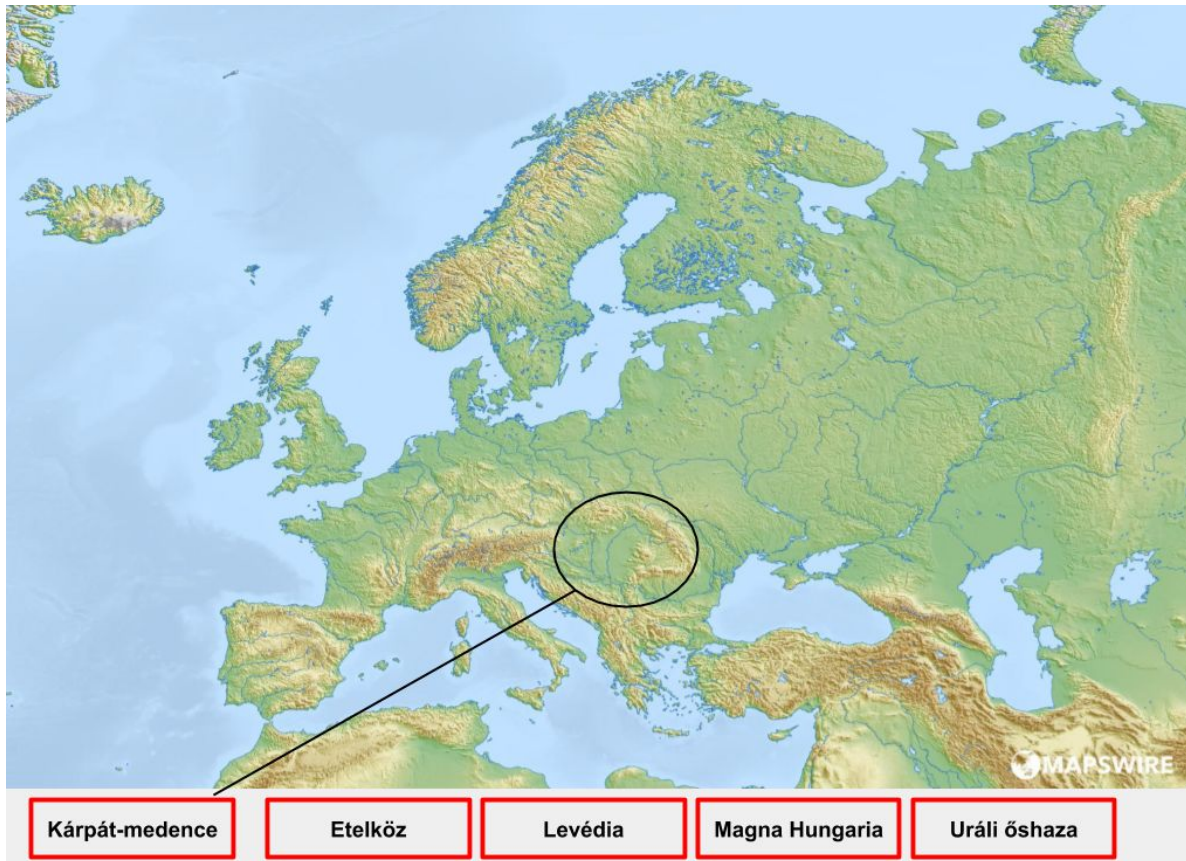 MAPSWIRE
Kárpát-medence
Etelköz
Levédia
Magna Hungaria
Uráli őshaza